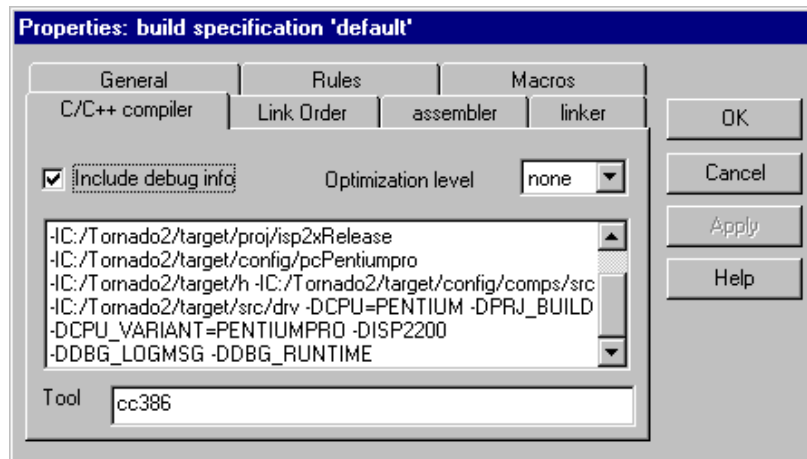 Properties: build specification 'default'
General Rules Macros
C/C++ compiler Link Order assembler linker
Include debug info Optimization level none
-IC:/Tornado2/target/proj/isp2xRelease
-IC:/Tornado2/target/config/pcPentiumpro
-IC:/Tornado2/target/h -IC:/Tornado2/target/config/comps/src
-IC:/Tornado2/target/src/drv -DCPU=PENTIUM -DPRJ_BUILD
-DCPU_VARIANT=PENTIUMPRO -DISP2200
-DDBG_LOGMSG -DDBG_RUNTIME
Tool cc386
OK
Cancel
Apply
Help